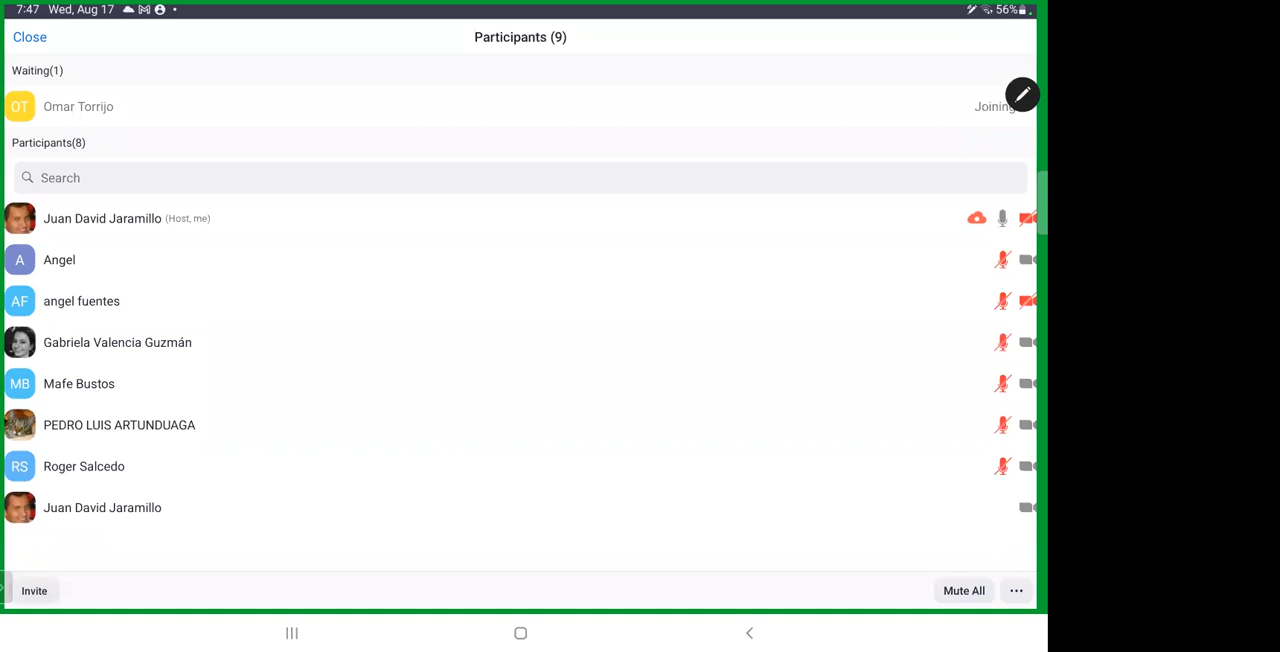 7:47 Wed, Aug 17 56%
Close Participants (9)
Waiting(1)
OT Omar Torrijo Joining
Participants(8)
Search
Juan David Jaramillo (Host, me)
A Angel
AF angel fuentes
Gabriela Valencia Guzmán
MB Mafe Bustos
PEDRO LUIS ARTUNDUAGA
RS Roger Salcedo
Juan David Jaramillo
Invite Mute All